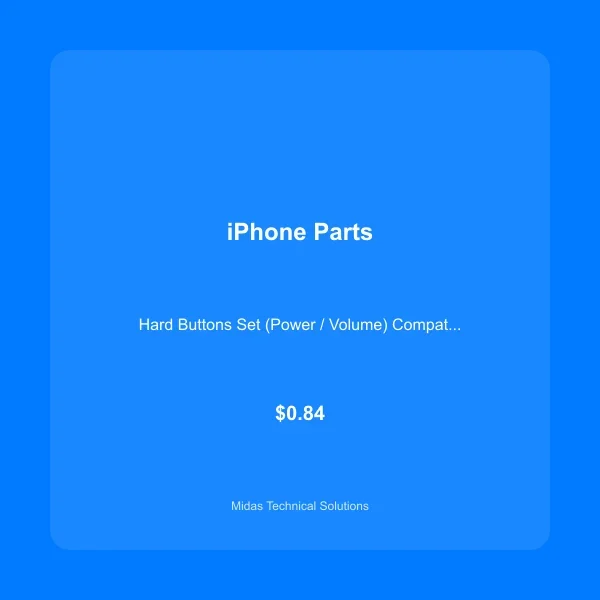 iPhone Parts
Hard Buttons Set (Power / Volume) Compat...
$0.84
Midas Technical Solutions